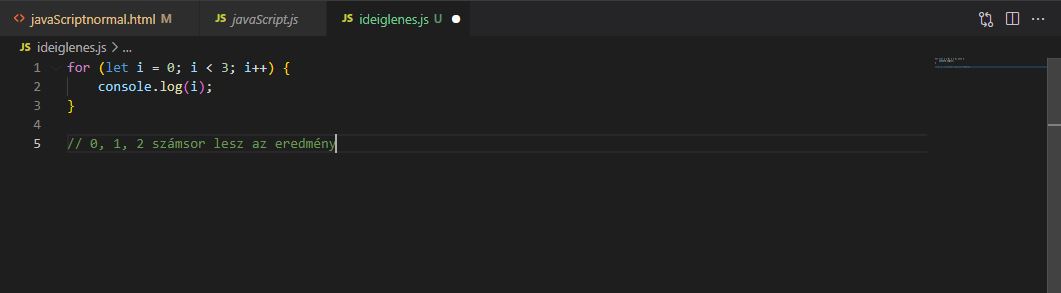 <> javaScriptnormal.html M JS javaScript.js JS ideiglenes.js U
JS ideiglenes.js > ...
1 for (let i = 0; i < 3; i++) {
2 console.log(i);
3 }
4
5 // 0, 1, 2 számsor lesz az eredmény